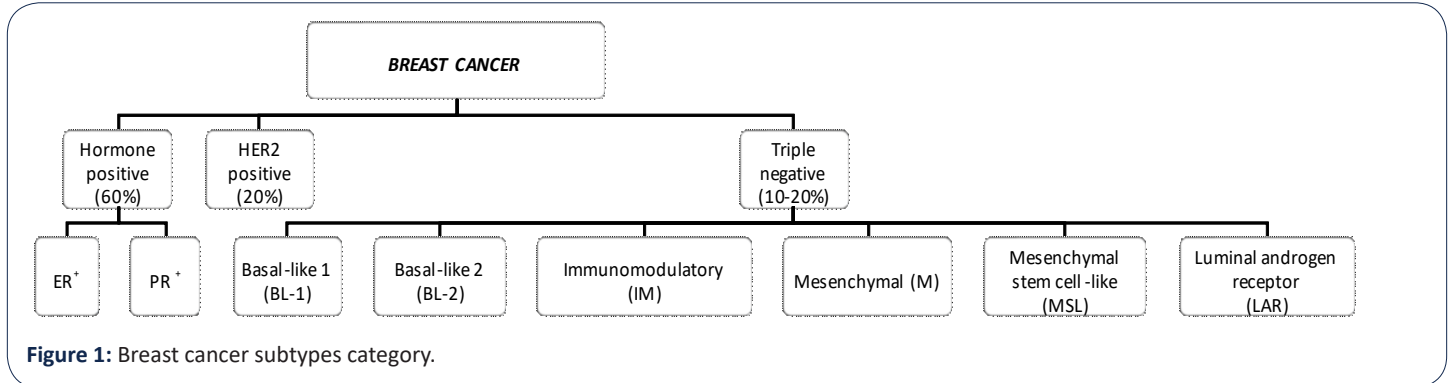 BREAST CANCER
Hormone
positive
(60%)
HER2
positive
(20%)
Triple
negative
(10-20%)
ER+
PR +
Basal-like 1
(BL-1)
Basal-like 2
(BL-2)
Immunomodulatory
(IM)
Mesenchymal (M)
Mesenchymal
stem cell -like
(MSL)
Luminal androgen
receptor
(LAR)
Figure 1: Breast cancer subtypes category.